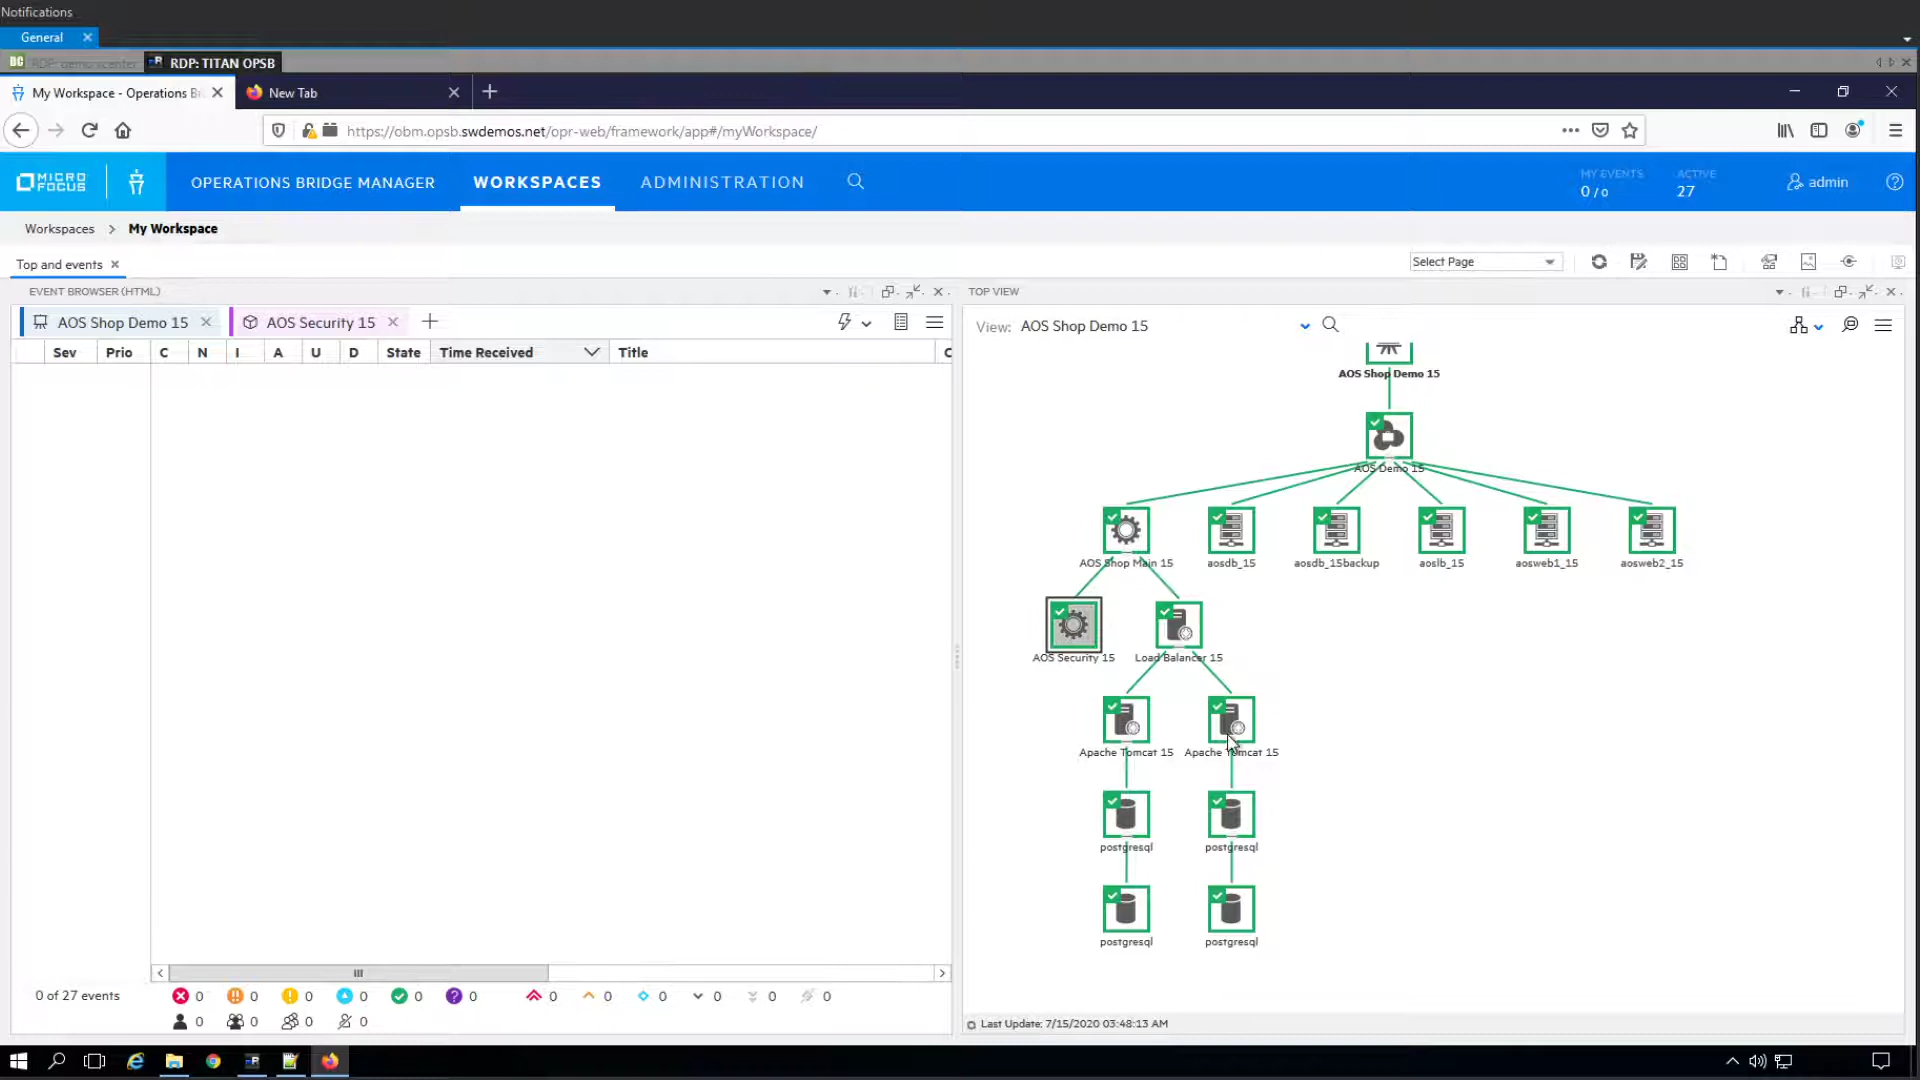 Notifications
General
RDP: demo vcenter
RDP: TITAN OPSB
My Workspace - Operations Br
New Tab
https://obm.opsb.swdemos.net/opr-web/framework/app#/myWorkspace/
MICRO FOCUS
OPERATIONS BRIDGE MANAGER
WORKSPACES
ADMINISTRATION
MY EVENTS
0 / 0
ACTIVE
27
admin
Workspaces > My Workspace
Top and events
Select Page
EVENT BROWSER (HTML)
TOP VIEW
AOS Shop Demo 15
AOS Security 15
View: AOS Shop Demo 15
Sev Prio C N I A U D State Time Received Title C
AOS Shop Demo 15
AOS Demo 15
AOS Shop Main 15
aosdb_15
aosdb_15backup
aoslb_15
aosweb1_15
aosweb2_15
AOS Security 15
Load Balancer 15
Apache Tomcat 15
Apache Tomcat 15
postgresql
postgresql
postgresql
postgresql
0 of 27 events
0 0 0 0 0 0 0 0 0 0 0 0
0 0 0 0
Last Update: 7/15/2020 03:48:13 AM